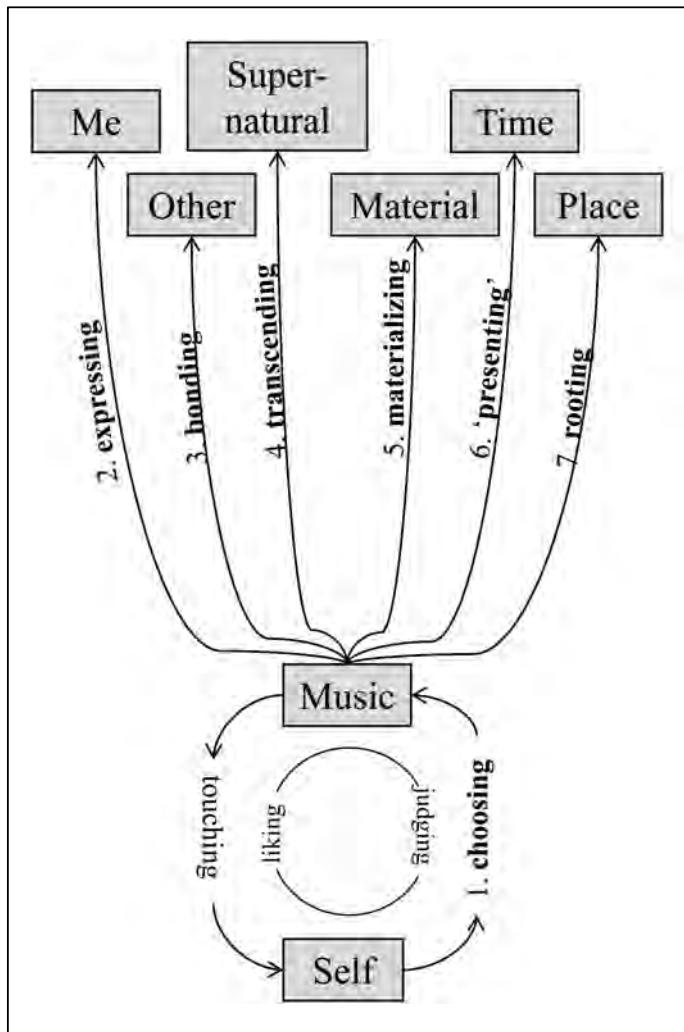 Super-
natural
Me
Time
Other
Material
Place
2. expressing
3. bonding
4. transcending
5. materializing
6. ‘presenting’
7. rooting
Music
touching
liking
judging
1. choosing
Self